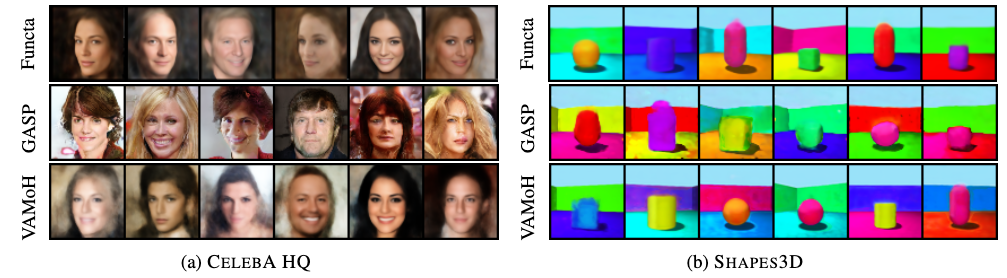 Functa
GASP
VAMoH
(a) CELEBA HQ
Functa
GASP
VAMoH
(b) SHAPES3D